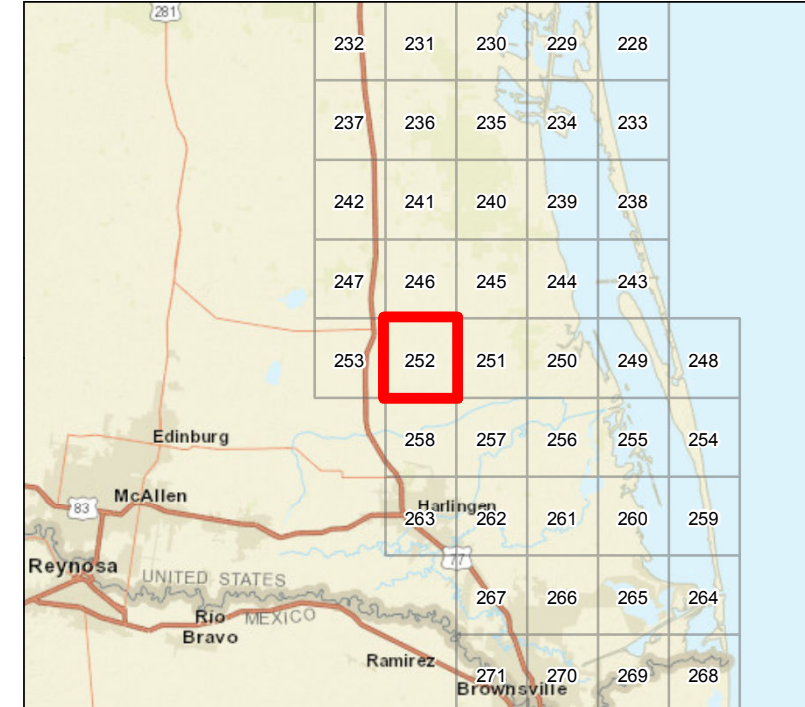 281
232 231 230 229 228
237 236 235 234 233
242 241 240 239 238
247 246 245 244 243
253 252 251 250 249 248
Edinburg
258 257 256 255 254
McAllen
83
Harlingen
263 262 261 260 259
77
Reynosa
UNITED STATES
267 266 265 264
Rio
Bravo
MEXICO
Ramirez
271 270 269 268
Brownsville